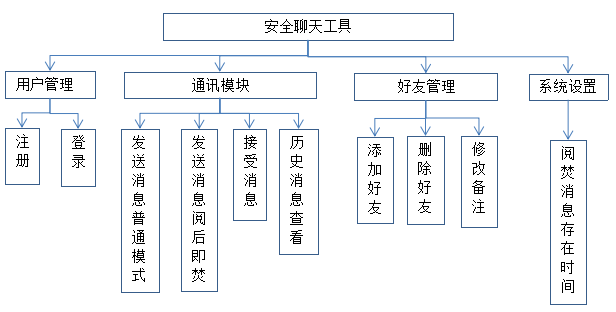 安全聊天工具
用户管理
通讯模块
好友管理
系统设置
注册
登录
发送消息普通模式
发送消息阅后即焚
接受消息
历史消息查看
添加好友
删除好友
修改备注
阅焚消息存在时间